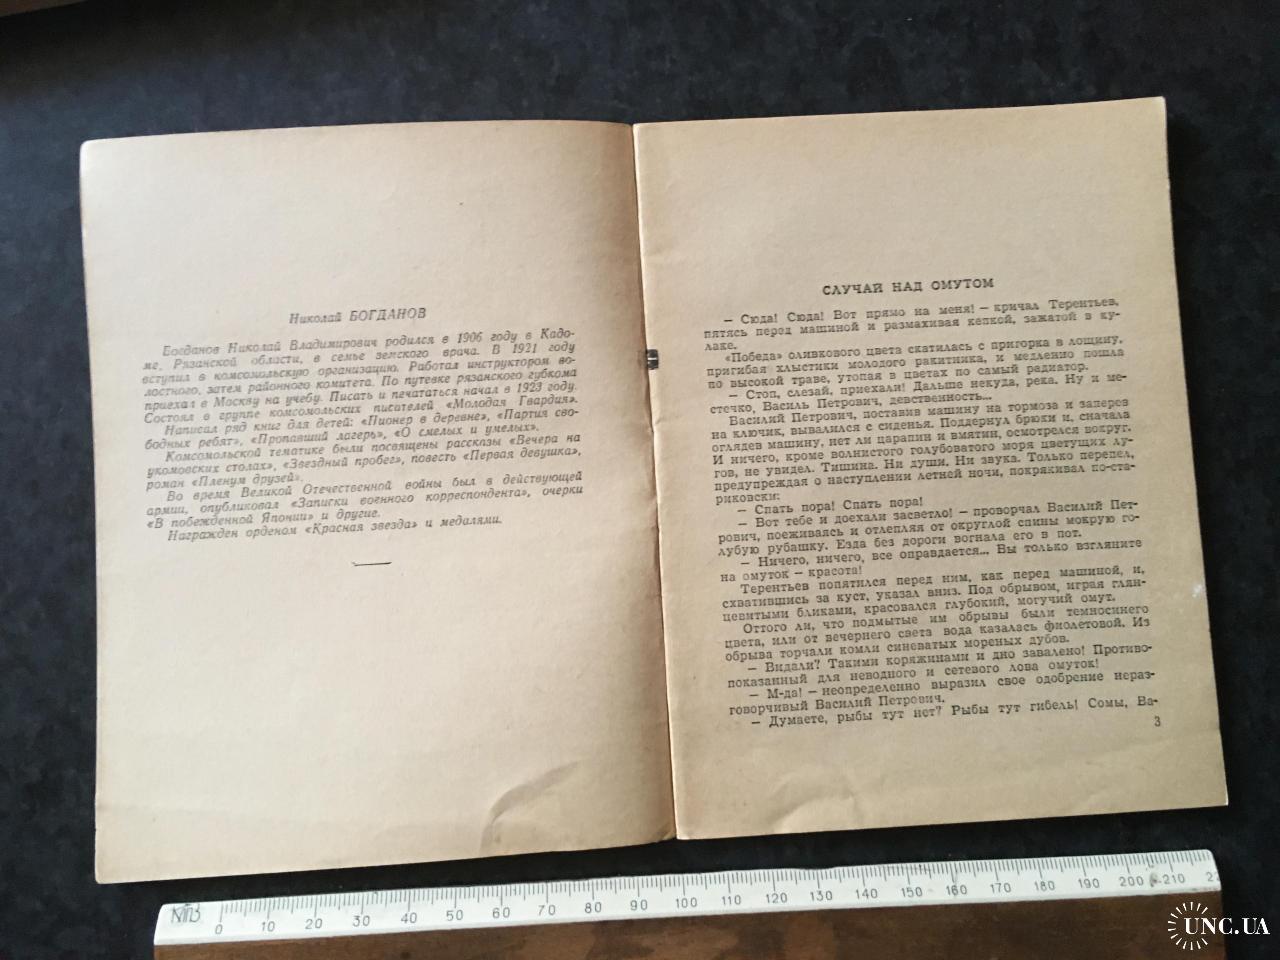 Николай БОГДАНОВ
Богданов Николай Владимирович родился в 1906 году в Кадо-
ме, Рязанской области, в семье земского врача. В 1921 году
вступил в комсомольскую организацию. Работал инструктором во-
лостного, затем районного комитета. По путевке рязанского губкома
приехал в Москву на учебу. Писать и печататься начал в 1923 году.
Состоял в группе комсомольских писателей «Молодая Гвардия».
Написал ряд книг для детей: «Пионер в деревне», «Партия сво-
бодных ребят», «Пропавший лагерь», «О смелых и умелых».
Комсомольской тематике были посвящены рассказы «Вечера на
укомовских столах», «Звездный пробег», повесть «Первая девушка»,
роман «Пленум друзей».
Во время Великой Отечественной войны был в действующей
армии, опубликовал «Записки военного корреспондента», очерки
«В побежденной Японии» и другие.
Награжден орденом «Красная звезда» и медалями.
СЛУЧАЙ НАД ОМУТОМ
— Сюда! Сюда! Вот прямо на меня! — кричал Терентьев,
пятясь перед машиной и размахивая кепкой, зажатой в ку-
лаке.
«Победа» оливкового цвета скатилась с пригорка в лощину,
пригибая хлыстики молодого ракитника, и медленно пошла
по высокой траве, утопая в цветах по самый радиатор.
— Стоп, слезай, приехали! Дальше некуда, река. Ну и ме-
стечко, Василь Петрович, девственность...
Василий Петрович, поставив машину на тормоза и заперев
на ключик, вывалился с сиденья. Поддернул брюки и, сначала
оглядев машину, нет ли царапин и вмятин, осмотрелся вокруг.
И ничего, кроме волнистого голубоватого моря цветущих лу-
гов, не увидел. Тишина. Ни души. Ни звука. Только перепел,
предупреждая о наступлении летней ночи, покрякивал по-ста-
риковски:
— Спать пора! Спать пора!
— Вот тебе и доехали засветло! — проворчал Василий Пет-
рович, поеживаясь и отлепляя от округлой спины мокрую го-
лубую рубашку. Езда без дороги вогнала его в пот.
— Ничего, ничего, все оправдается... Вы только взгляните
на омуток — красота!
Терентьев попятился перед ним, как перед машиной, и,
схватившись за куст, указал вниз. Под обрывом, играя глян-
цевитыми бликами, красовался глубокий, могучий омут.
Оттого ли, что подмытые им обрывы были темносинего
цвета, или от вечернего света вода казалась фиолетовой. Из
обрыва торчали комли синеватых мореных дубов.
— Видали? Такими коряжинами и дно завалено! Противо-
показанный для неводного и сетевого лова омуток!
— М-да! — неопределенно выразил свое одобрение нераз-
говорчивый Василий Петрович.
— Думаете, рыбы тут нет? Рыбы тут гибель! Сомы, Ва-
3
0 10 20 30 40 50 60 70 80 90 100 110 120 130 140 150 160 170 180 190 200 210
UNC.UA